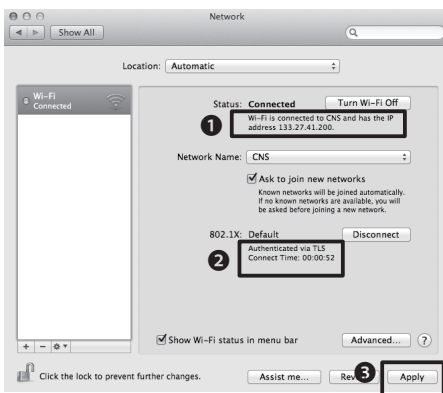 Network
Show All
Location: Automatic
Wi-Fi
Connected
Status: Connected
Turn Wi-Fi Off
❶
Wi-Fi is connected to CNS and has the IP
address 133.27.41.200.
Network Name: CNS
Ask to join new networks
Known networks will be joined automatically.
If no known networks are available, you will
be asked before joining a new network.
802.1X: Default
Disconnect
❷
Authenticated via TLS
Connect Time: 00:00:52
Show Wi-Fi status in menu bar
Advanced...
?
Click the lock to prevent further changes.
Assist me...
Rev
❸
Apply